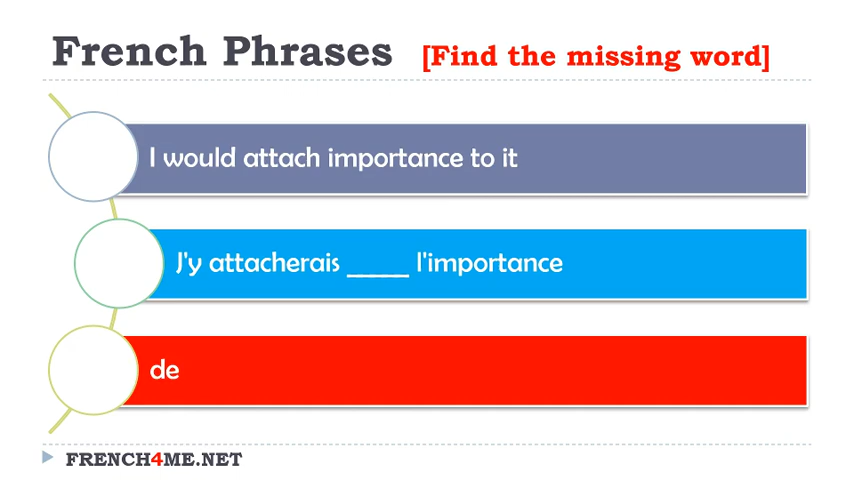 French Phrases [Find the missing word]
I would attach importance to it
J'y attacherais _____ l'importance
de
FRENCH4ME.NET